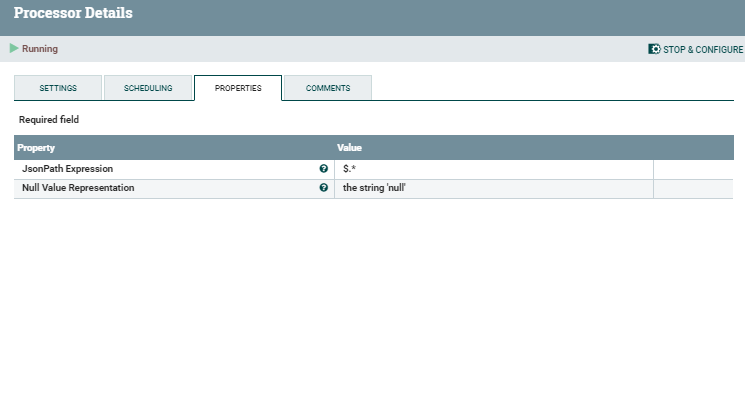 Processor Details
Running
STOP & CONFIGURE
SETTINGS
SCHEDULING
PROPERTIES
COMMENTS
Required field
Property Value
JsonPath Expression $.*
Null Value Representation the string 'null'